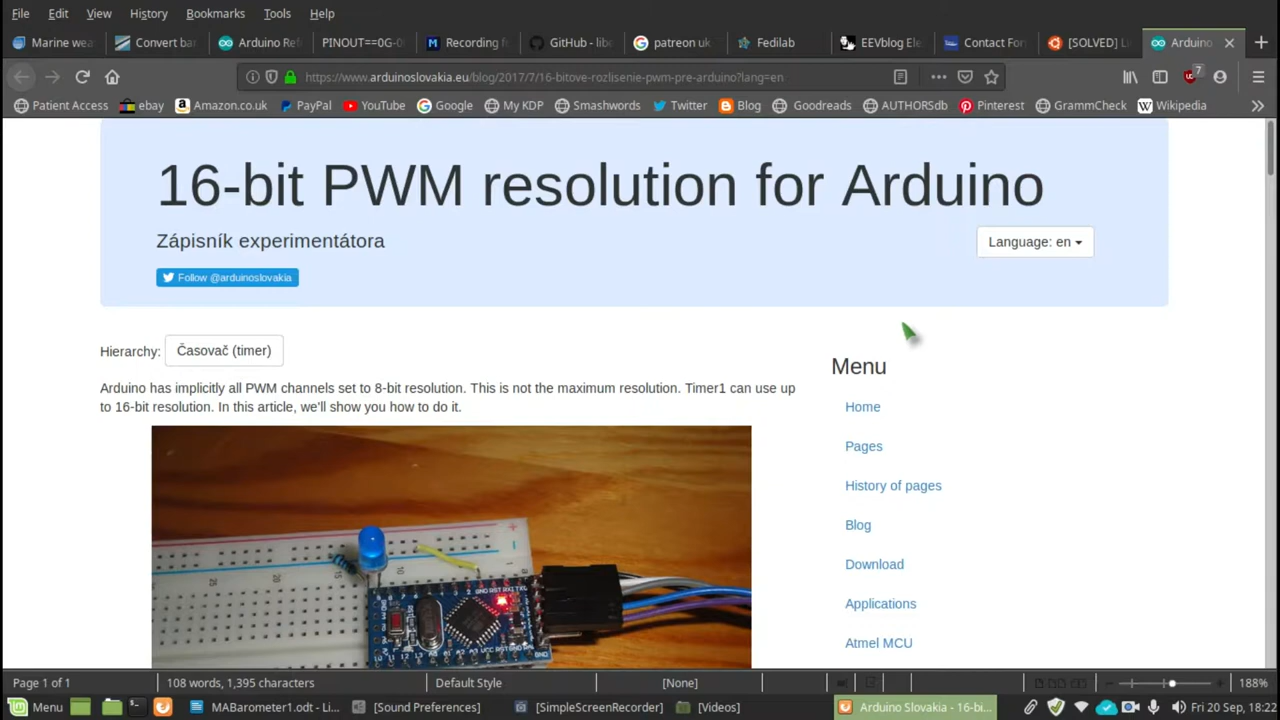 File Edit View History Bookmarks Tools Help
Marine wea Convert bar Arduino Ref PINOUT==0G-0 Recording fo GitHub - libe patreon uk Fedilab EEVblog Ele Contact For [SOLVED] Li Arduino
https://www.arduinoslovakia.eu/blog/2017/7/16-bitove-rozlisenie-pwm-pre-arduino?lang=en 7
Patient Access ebay Amazon.co.uk PayPal YouTube Google My KDP Smashwords Twitter Blog Goodreads AUTHORSdb Pinterest GrammCheck Wikipedia
16-bit PWM resolution for Arduino
Zápisník experimentátora
Language: en
Follow @arduinoslovakia
Hierarchy: Časovač (timer)
Arduino has implicitly all PWM channels set to 8-bit resolution. This is not the maximum resolution. Timer1 can use up
to 16-bit resolution. In this article, we'll show you how to do it.
Menu
Home
Pages
History of pages
Blog
Download
Applications
Atmel MCU
Page 1 of 1 108 words, 1,395 characters Default Style [None] 188%
Menu MABarometer1.odt - Li... [Sound Preferences] [SimpleScreenRecorder] [Videos] Arduino Slovakia - 16-bi... Fri 20 Sep, 18:22